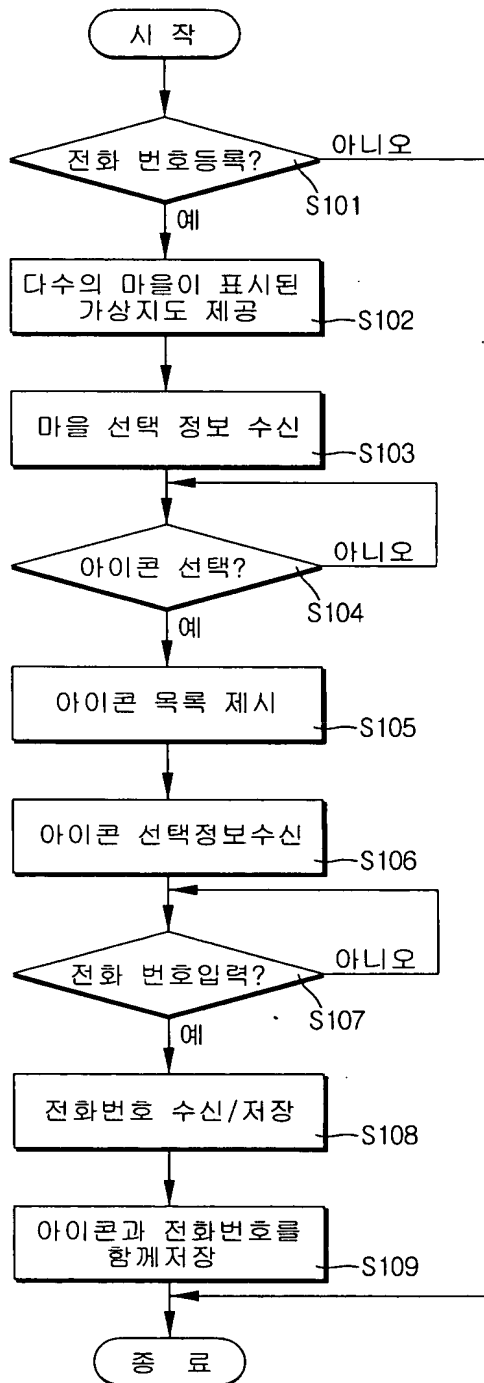 시 작
전화 번호등록?
아니오
S101
예
다수의 마을이 표시된
가상지도 제공
S102
마을 선택 정보 수신
S103
아이콘 선택?
아니오
S104
예
아이콘 목록 제시
S105
아이콘 선택정보수신
S106
전화 번호입력?
아니오
S107
예
전화번호 수신/저장
S108
아이콘과 전화번호를
함께저장
S109
종 료